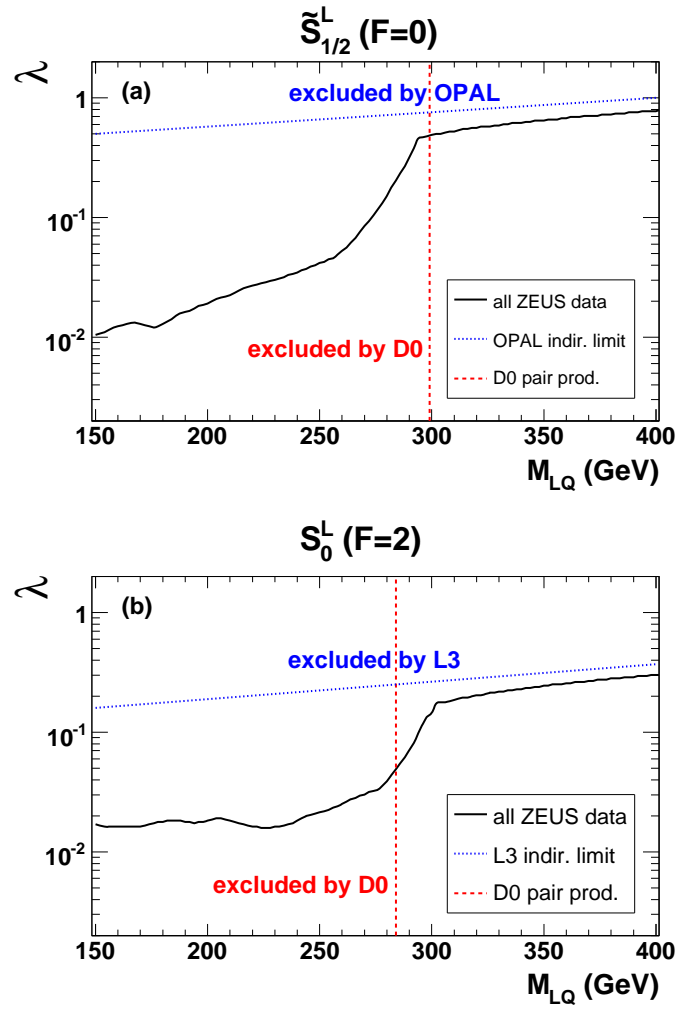 S̃₁/₂ᴸ (F=0)
λ
(a)
excluded by OPAL
1
10⁻¹
10⁻²
excluded by D0
all ZEUS data
OPAL indir. limit
D0 pair prod.
150 200 250 300 350 400
M_LQ (GeV)
S₀ᴸ (F=2)
λ
(b)
1
excluded by L3
10⁻¹
10⁻²
excluded by D0
all ZEUS data
L3 indir. limit
D0 pair prod.
150 200 250 300 350 400
M_LQ (GeV)